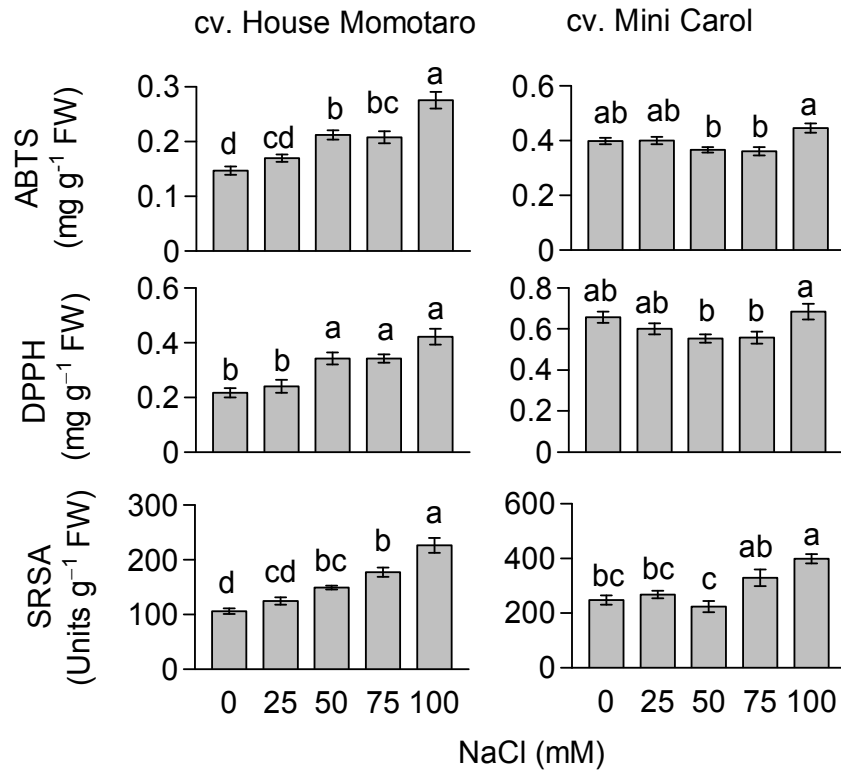 cv. House Momotaro
cv. Mini Carol
ABTS
(mg g⁻¹ FW)
0.3
0.2
0.1
0
d
cd
b
bc
a
0.6
0.4
0.2
0
ab
ab
b
b
a
DPPH
(mg g⁻¹ FW)
0.6
0.4
0.2
0
b
b
a
a
a
0.8
0.6
0.4
0.2
0
ab
ab
b
b
a
SRSA
(Units g⁻¹ FW)
300
200
100
0
d
cd
bc
b
a
600
400
200
0
bc
bc
c
ab
a
0 25 50 75 100
0 25 50 75 100
NaCl (mM)